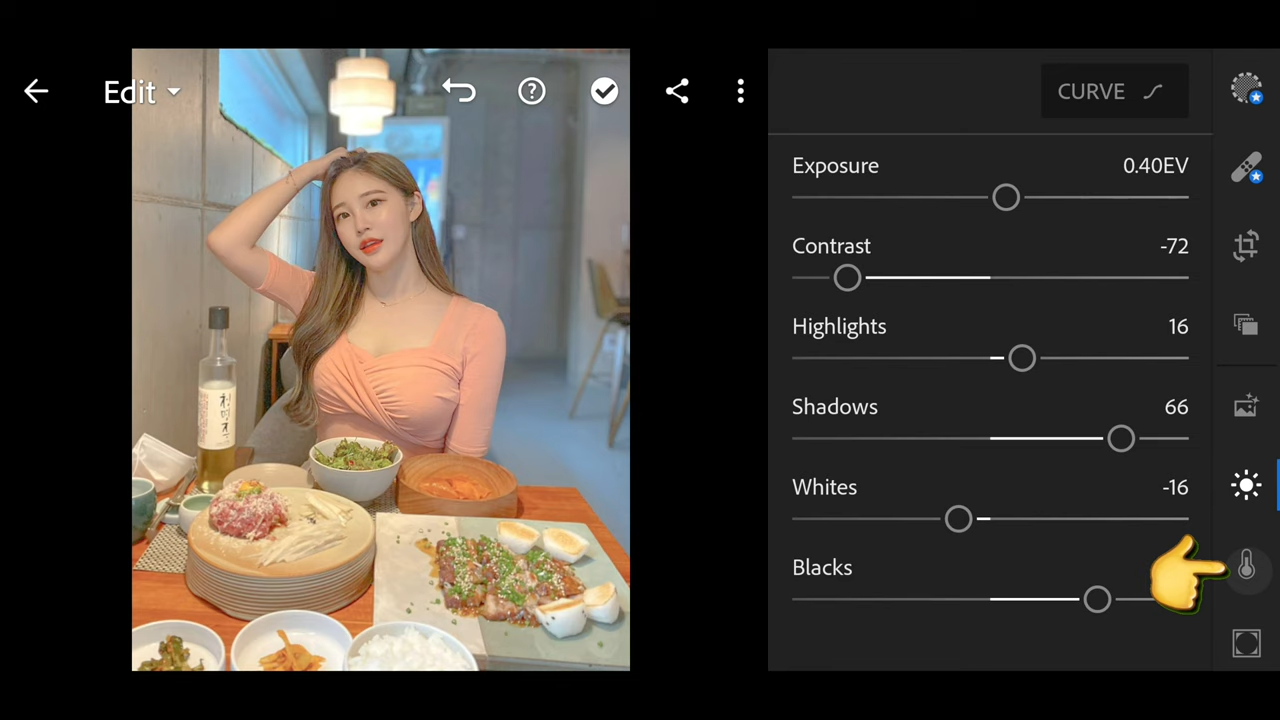 Edit
CURVE
Exposure 0.40EV
Contrast -72
Highlights 16
Shadows 66
Whites -16
Blacks